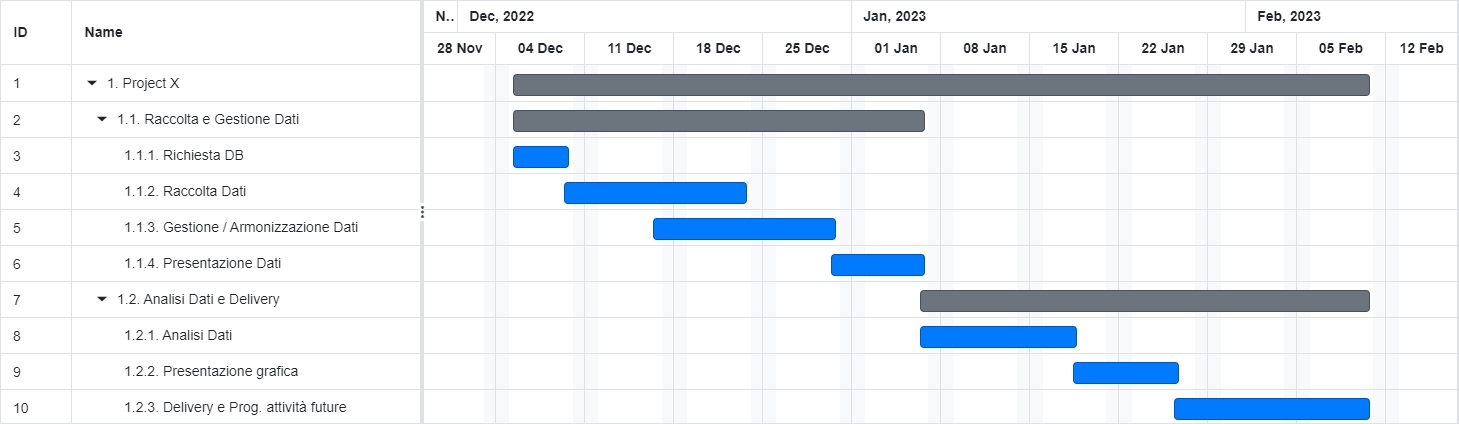 ID Name N.. Dec, 2022 Jan, 2023 Feb, 2023
28 Nov 04 Dec 11 Dec 18 Dec 25 Dec 01 Jan 08 Jan 15 Jan 22 Jan 29 Jan 05 Feb 12 Feb
1 1. Project X
2 1.1. Raccolta e Gestione Dati
3 1.1.1. Richiesta DB
4 1.1.2. Raccolta Dati
5 1.1.3. Gestione / Armonizzazione Dati
6 1.1.4. Presentazione Dati
7 1.2. Analisi Dati e Delivery
8 1.2.1. Analisi Dati
9 1.2.2. Presentazione grafica
10 1.2.3. Delivery e Prog. attività future